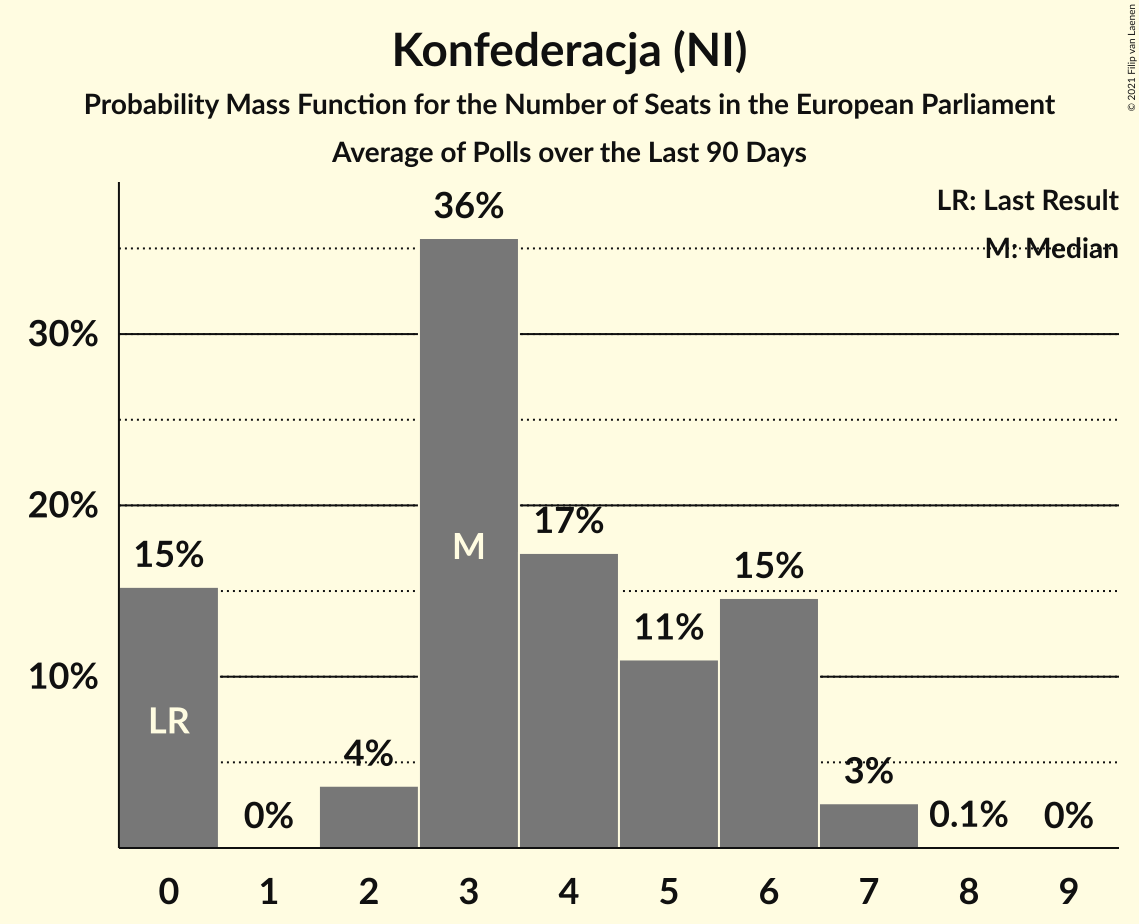 Konfederacja (NI)
Probability Mass Function for the Number of Seats in the European Parliament
Average of Polls over the Last 90 Days
© 2021 Filip van Laenen
LR: Last Result
M: Median
36%
30%
20%
17%
M
15%
15%
11%
10%
LR
4%
3%
0%
0.1%
0%
0 1 2 3 4 5 6 7 8 9